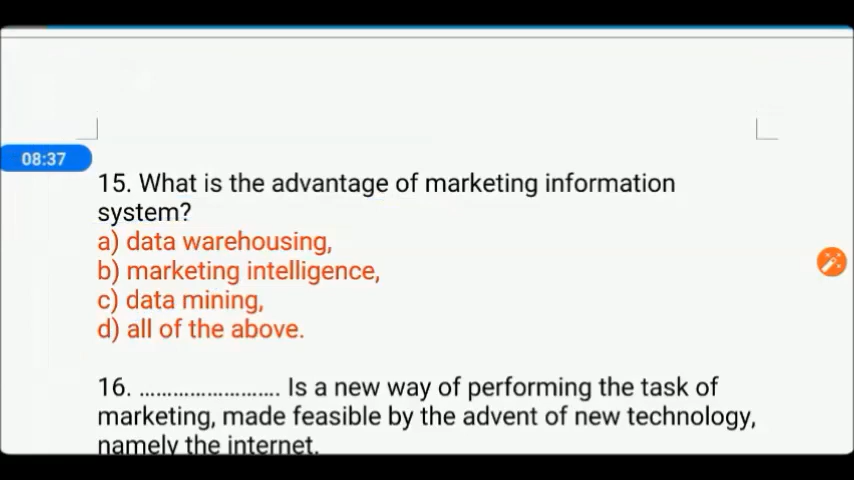 08:37
15. What is the advantage of marketing information
system?
a) data warehousing,
b) marketing intelligence,
c) data mining,
d) all of the above.
16. ........................ Is a new way of performing the task of
marketing, made feasible by the advent of new technology,
namely the internet.